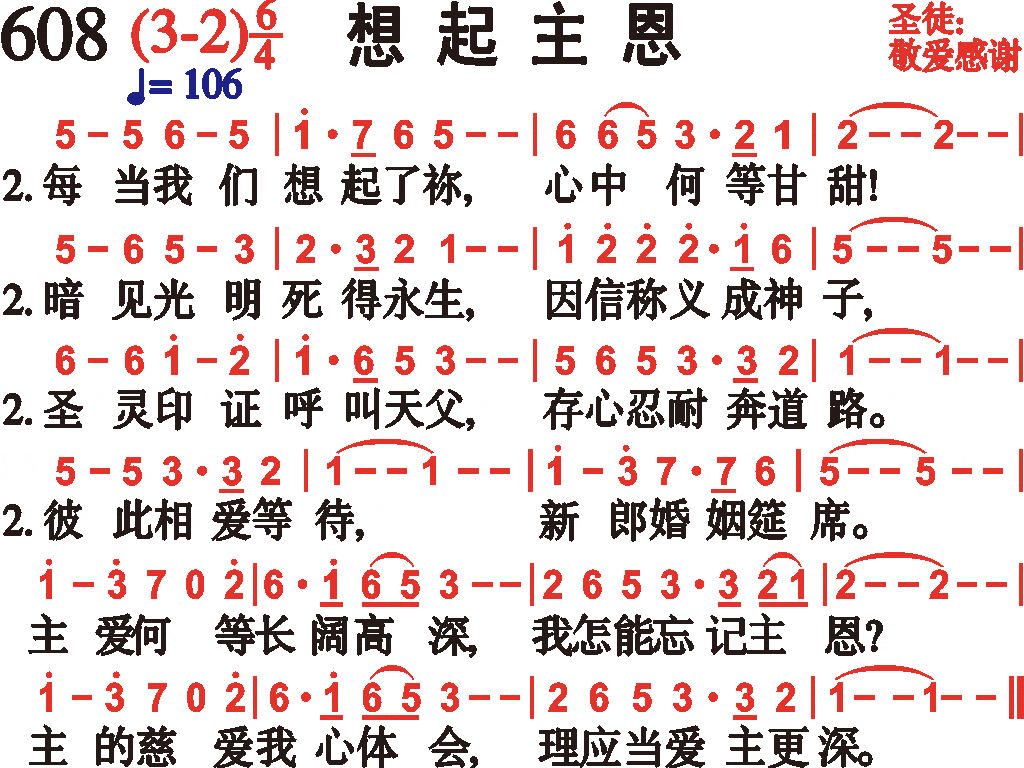 608 (3-2)6/4 想起主恩 圣徒:
♩= 106 敬爱感谢
5 - 5 6 - 5 | i · 7 6 5 - - | 6 6 5 3 · 2 1 | 2 - - 2 - - |
2. 每 当我 们 想 起了祢, 心中 何 等甘 甜!
5 - 6 5 - 3 | 2 · 3 2 1 - - | i 2̇ 2̇ 2̇ · i 6 | 5 - - 5 - - |
2. 暗 见光 明 死 得永生, 因信称义 成神 子,
6 - 6 i - 2̇ | i · 6 5 3 - - | 5 6 5 3 · 3 2 | 1 - - 1 - - |
2. 圣 灵印 证 呼 叫天父, 存心忍耐 奔道 路。
5 - 5 3 · 3 2 | 1 - - 1 - - | i - 3̇ 7 · 7 6 | 5 - - 5 - - |
2. 彼 此相 爱等 待, 新 郎婚 姻筵 席。
i - 3̇ 7 0 2̇ | 6 · i 6 5 3 - - | 2 6 5 3 · 3 2 1 | 2 - - 2 - - |
主 爱何 等长 阔高 深, 我怎能忘 记主 恩?
i - 3̇ 7 0 2̇ | 6 · i 6 5 3 - - | 2 6 5 3 · 3 2 | 1 - - 1 - - ||
主 的慈 爱我 心体 会, 理应当爱 主更 深。